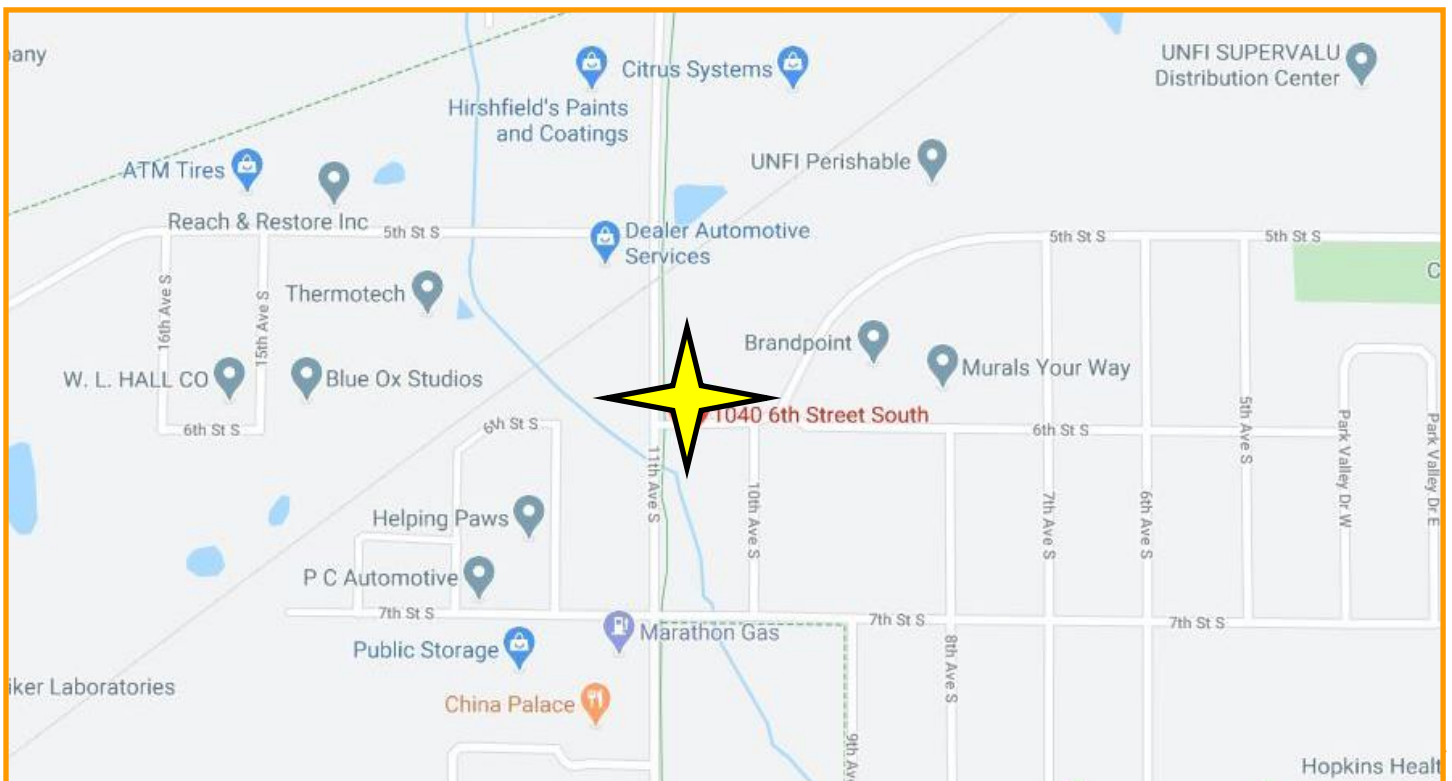 pany
Citrus Systems
UNFI SUPERVALU
Distribution Center
Hirshfield's Paints
and Coatings
ATM Tires
UNFI Perishable
Reach & Restore Inc
5th St S
Dealer Automotive
Services
5th St S
5th St S
C
Thermotech
16th Ave S
15th Ave S
Brandpoint
Murals Your Way
W. L. HALL CO
Blue Ox Studios
1040 6th Street South
6th St S
6th St S
6th St S
5th Ave S
Park Valley Dr W
Park Valley Dr E
11th Ave S
10th Ave S
7th Ave S
6th Ave S
Helping Paws
P C Automotive
7th St S
7th St S
7th St S
Marathon Gas
Public Storage
8th Ave S
iker Laboratories
China Palace
9th Av
Hopkins Healt